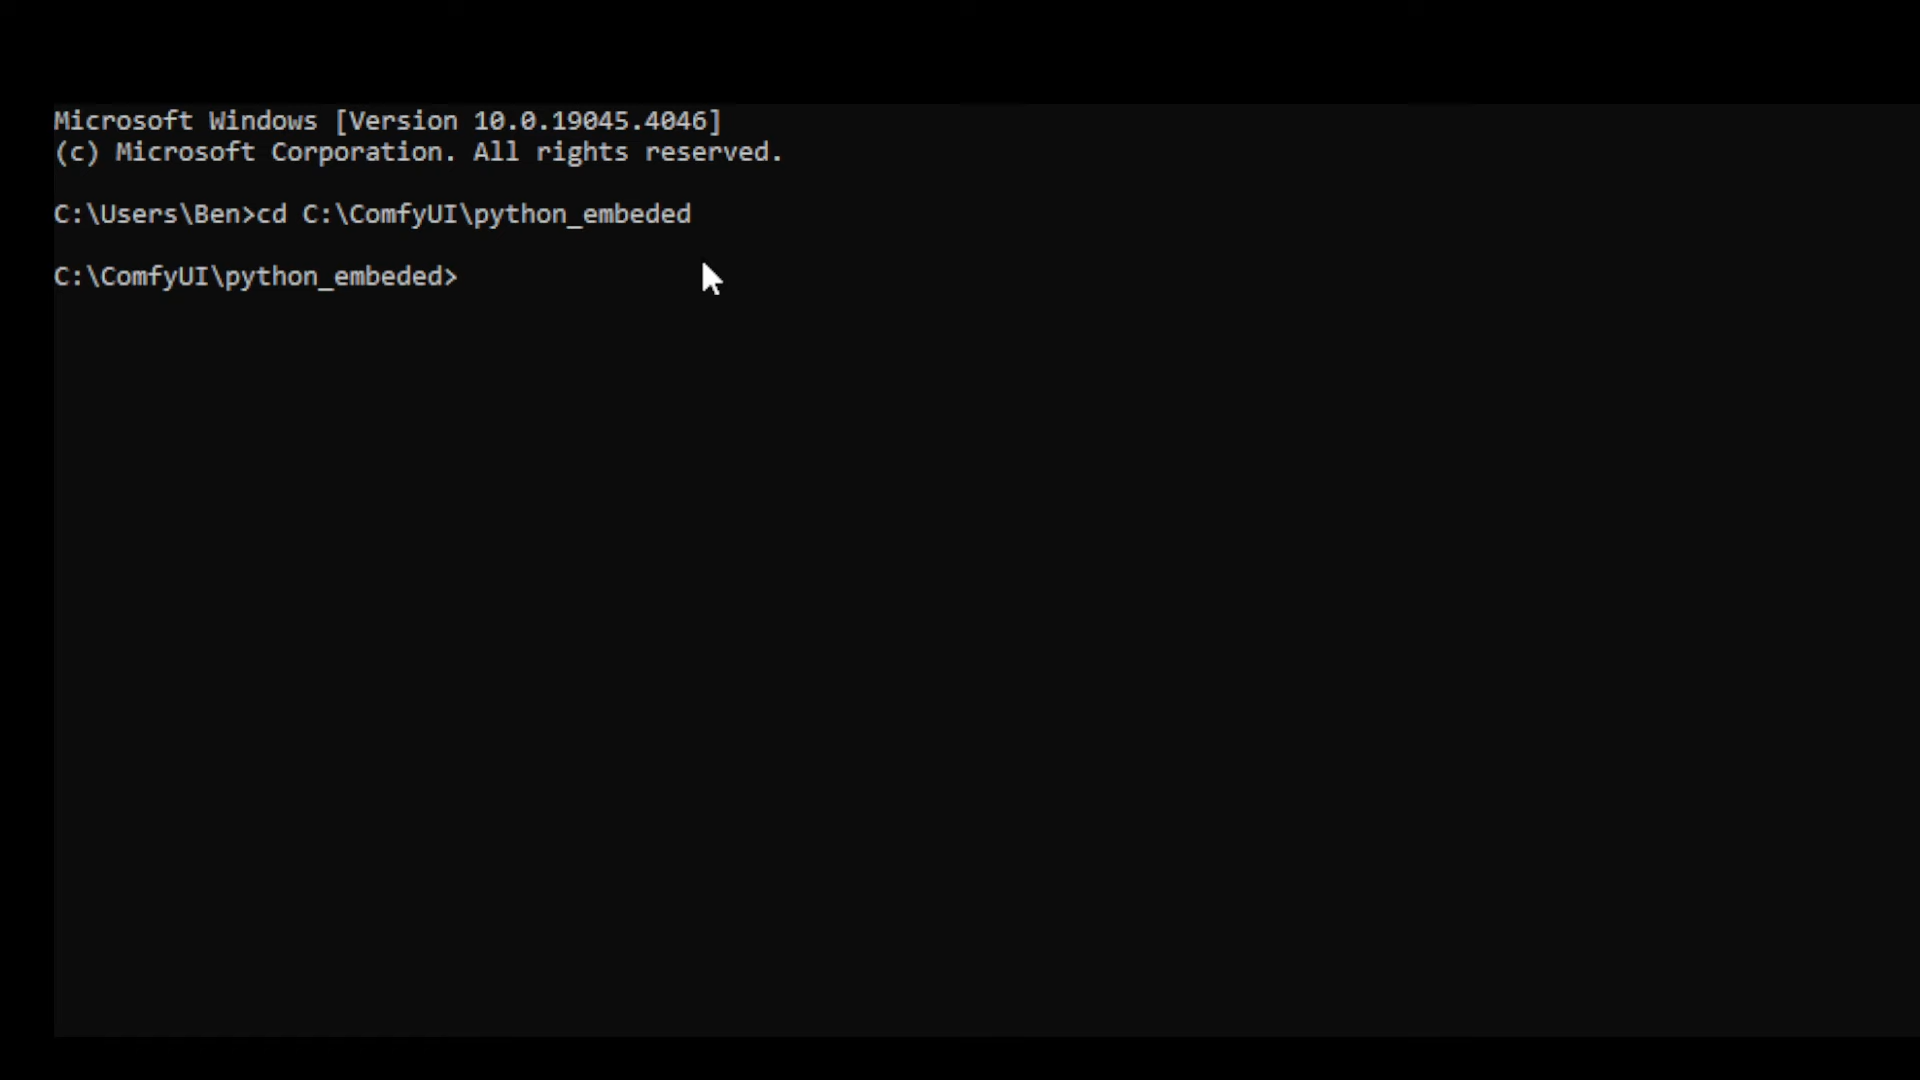 Microsoft Windows [Version 10.0.19045.4046]
(c) Microsoft Corporation. All rights reserved.
C:\Users\Ben>cd C:\ComfyUI\python_embeded
C:\ComfyUI\python_embeded>